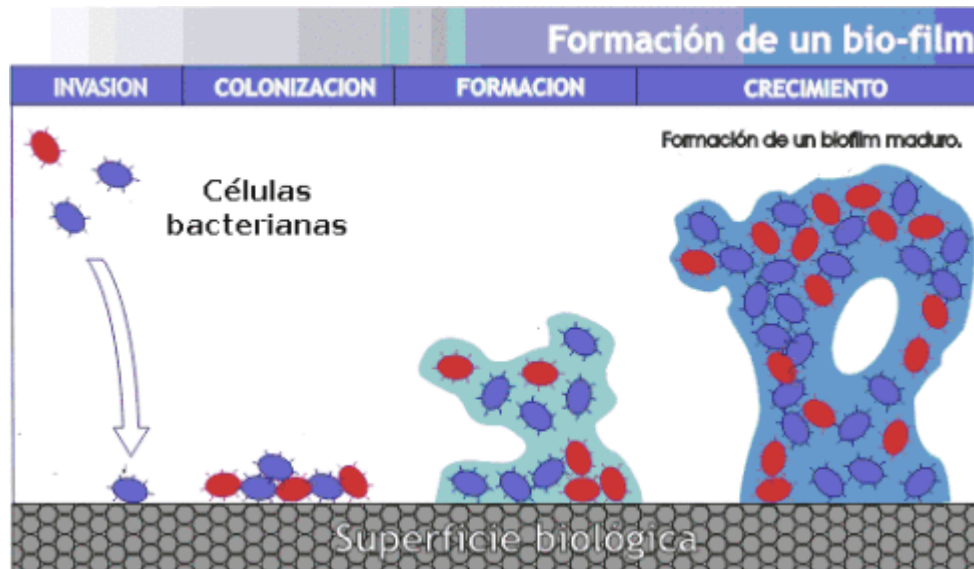 Formación de un bio-film
INVASION
COLONIZACION
FORMACION
CRECIMIENTO
Formación de un biofilm maduro.
Células
bacterianas
Superficie biológica